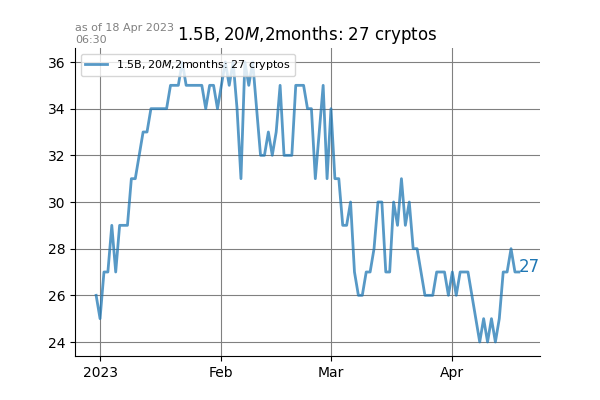 as of 18 Apr 2023
06:30
1.5B, 20M,2months: 27 cryptos
1.5B, 20M,2months: 27 cryptos
36
34
32
30
28
26
24
27
2023 Feb Mar Apr